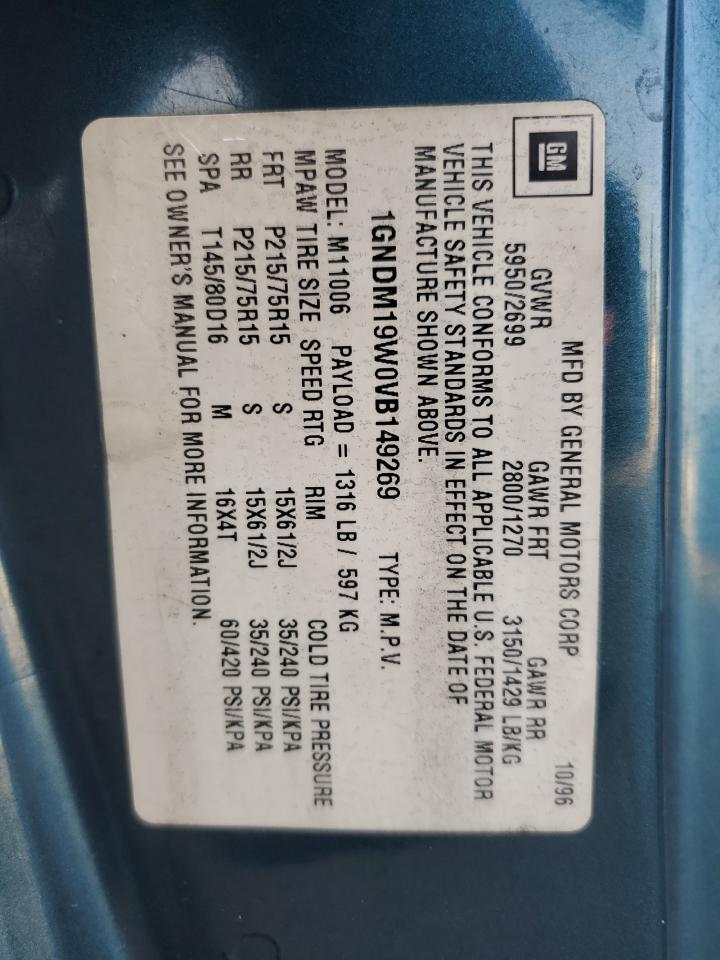 GM
MFD BY GENERAL MOTORS CORP 10/96
GVWR GAWR FRT GAWR RR
5950/2699 2800/1270 3150/1429 LB/KG
THIS VEHICLE CONFORMS TO ALL APPLICABLE U.S. FEDERAL MOTOR
VEHICLE SAFETY STANDARDS IN EFFECT ON THE DATE OF
MANUFACTURE SHOWN ABOVE.
1GNDM19W0VB149269 TYPE: M.P.V.
MODEL: M11006 PAYLOAD = 1316 LB / 597 KG
MPAW TIRE SIZE SPEED RTG RIM COLD TIRE PRESSURE
FRT P215/75R15 S 15X61/2J 35/240 PSI/KPA
RR P215/75R15 S 15X61/2J 35/240 PSI/KPA
SPA T145/80D16 M 16X4T 60/420 PSI/KPA
SEE OWNER'S MANUAL FOR MORE INFORMATION.